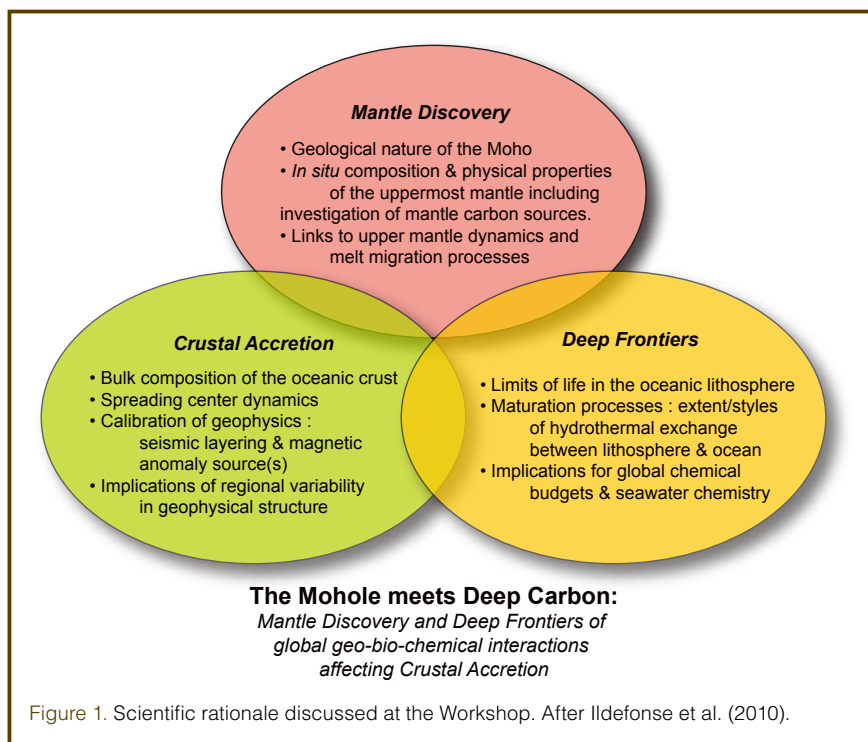 Mantle Discovery
• Geological nature of the Moho
• In situ composition & physical properties
of the uppermost mantle including
investigation of mantle carbon sources.
• Links to upper mantle dynamics and
melt migration processes
Crustal Accretion
• Bulk composition of the oceanic crust
• Spreading center dynamics
• Calibration of geophysics :
seismic layering & magnetic
anomaly source(s)
• Implications of regional variability
in geophysical structure
Deep Frontiers
• Limits of life in the oceanic lithosphere
• Maturation processes : extent/styles
of hydrothermal exchange
between lithosphere & ocean
• Implications for global chemical
budgets & seawater chemistry
The Mohole meets Deep Carbon:
Mantle Discovery and Deep Frontiers of
global geo-bio-chemical interactions
affecting Crustal Accretion
Figure 1. Scientific rationale discussed at the Workshop. After Ildefonse et al. (2010).